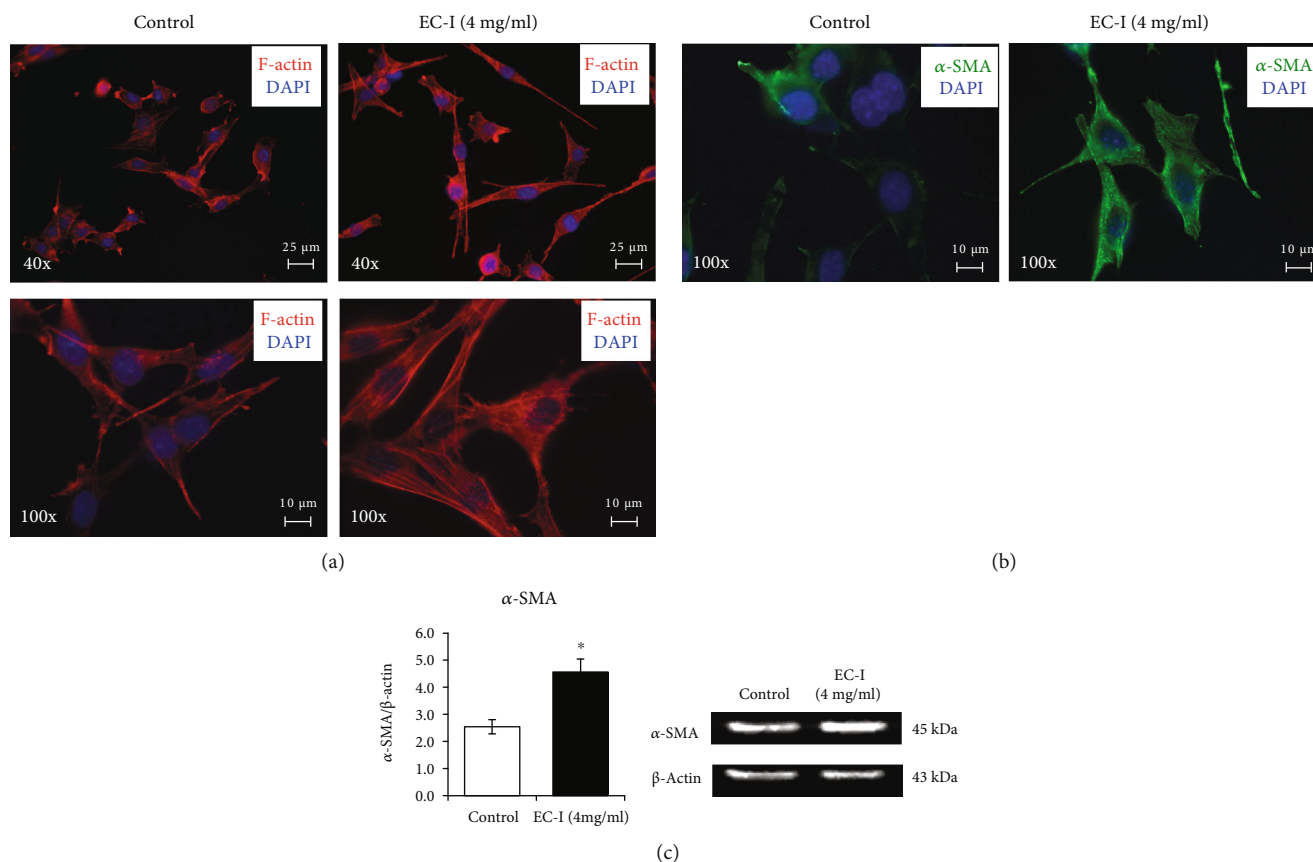 Control
EC-I (4 mg/ml)
F-actin
DAPI
25 μm
40x
F-actin
DAPI
25 μm
40x
F-actin
DAPI
10 μm
100x
F-actin
DAPI
10 μm
100x
(a)
Control
EC-I (4 mg/ml)
α-SMA
DAPI
10 μm
100x
α-SMA
DAPI
10 μm
100x
(b)
α-SMA
α-SMA/β-actin
6.0
5.0
4.0
3.0
2.0
1.0
0.0
*
Control
EC-I (4mg/ml)
Control
EC-I
(4 mg/ml)
α-SMA
45 kDa
β-Actin
43 kDa
(c)